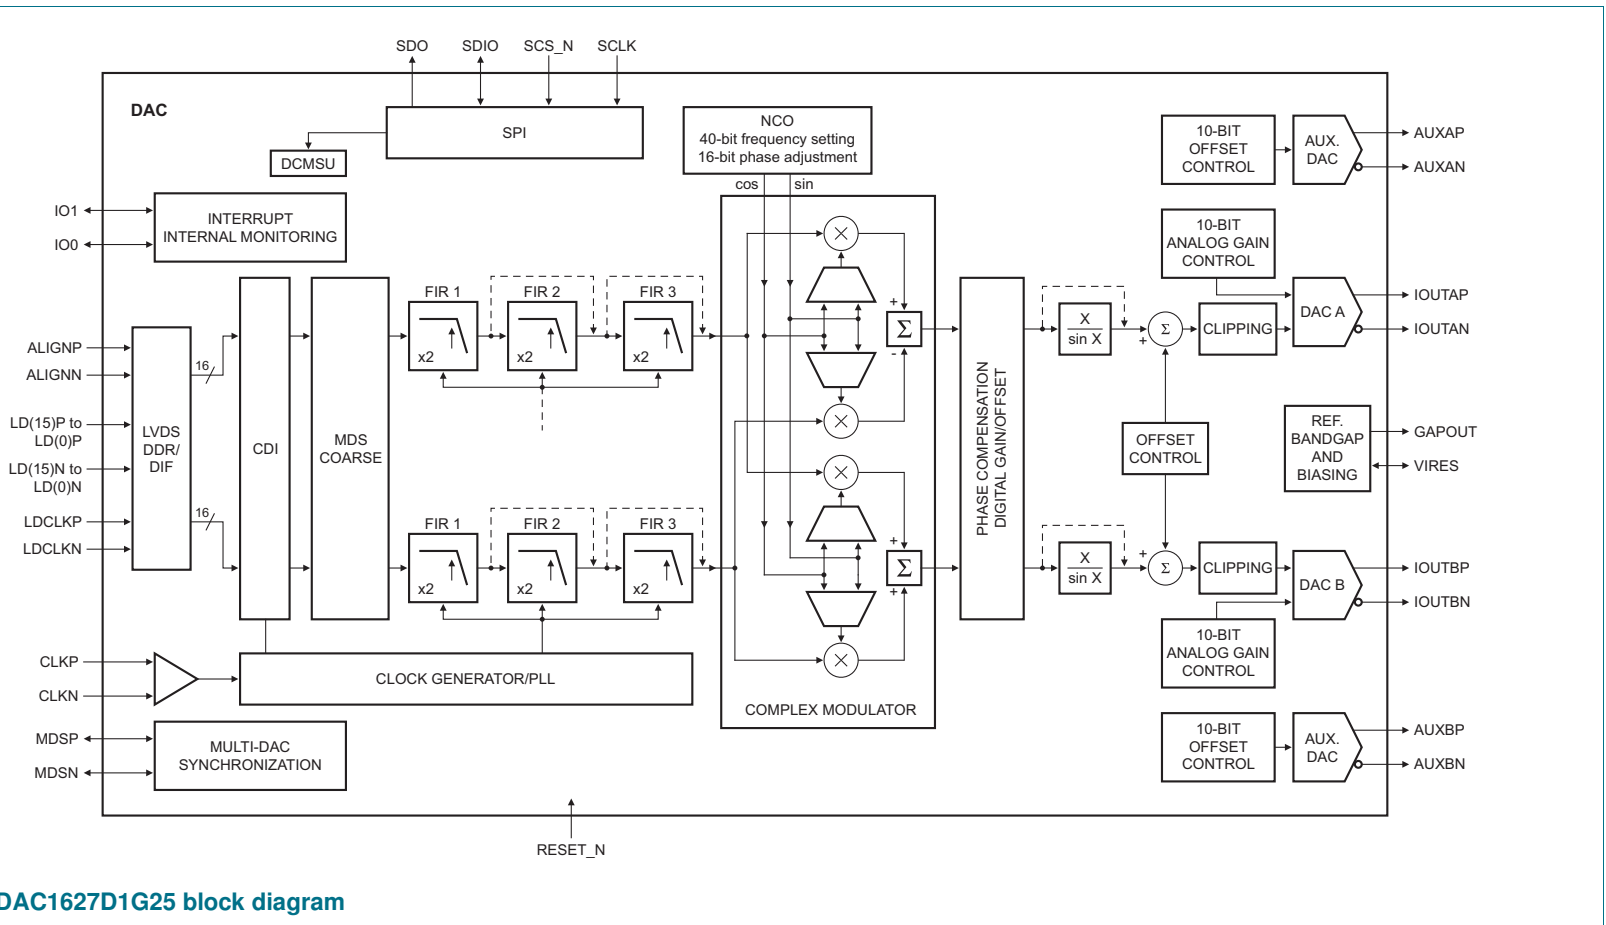 SDO SDIO SCS_N SCLK
DAC
SPI
DCMSU
NCO
40-bit frequency setting
16-bit phase adjustment
cos sin
10-BIT
OFFSET
CONTROL
AUX.
DAC
AUXAP
AUXAN
IO1
IO0
INTERRUPT
INTERNAL MONITORING
10-BIT
ANALOG GAIN
CONTROL
FIR 1 FIR 2 FIR 3
x2 x2 x2
ALIGNP
ALIGNN
LD(15)P to
LD(0)P
LD(15)N to
LD(0)N
LDCLKP
LDCLKN
LVDS
DDR/
DIF
16
16
CDI
MDS
COARSE
+
Σ
-
PHASE COMPENSATION
DIGITAL GAIN/OFFSET
X
sin X
Σ
+
CLIPPING
DAC A
IOUTAP
IOUTAN
OFFSET
CONTROL
REF.
BANDGAP
AND
BIASING
GAPOUT
VIRES
FIR 1 FIR 2 FIR 3
x2 x2 x2
+
Σ
+
X
sin X
+
Σ
CLIPPING
DAC B
IOUTBP
IOUTBN
10-BIT
ANALOG GAIN
CONTROL
CLKP
CLKN
CLOCK GENERATOR/PLL
COMPLEX MODULATOR
MDSP
MDSN
MULTI-DAC
SYNCHRONIZATION
10-BIT
OFFSET
CONTROL
AUX.
DAC
AUXBP
AUXBN
RESET_N
DAC1627D1G25 block diagram